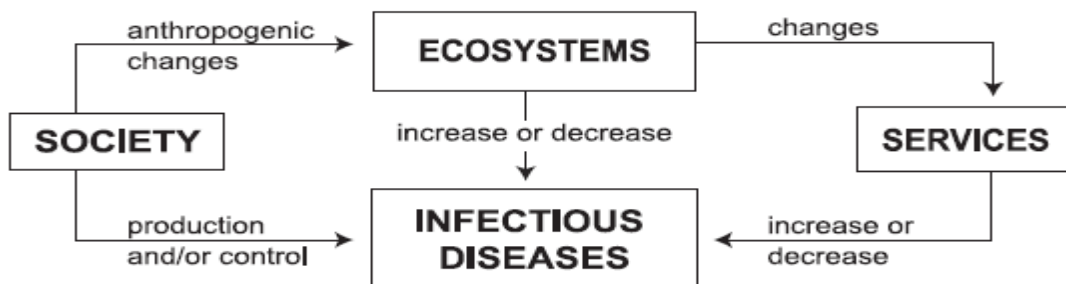 anthropogenic
changes
ECOSYSTEMS
changes
SOCIETY
increase or decrease
SERVICES
production
and/or control
INFECTIOUS
DISEASES
increase or
decrease